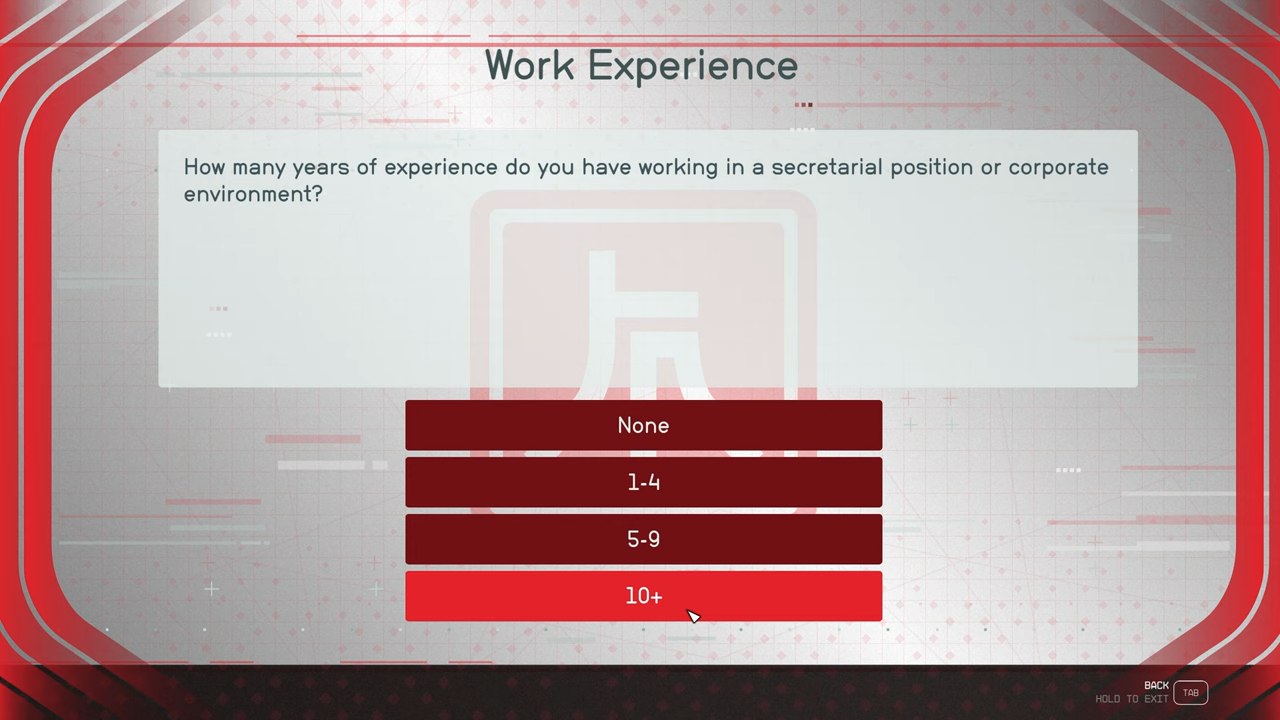 Work Experience
How many years of experience do you have working in a secretarial position or corporate
environment?
None
1-4
5-9
10+
BACK
HOLD TO EXIT
TAB